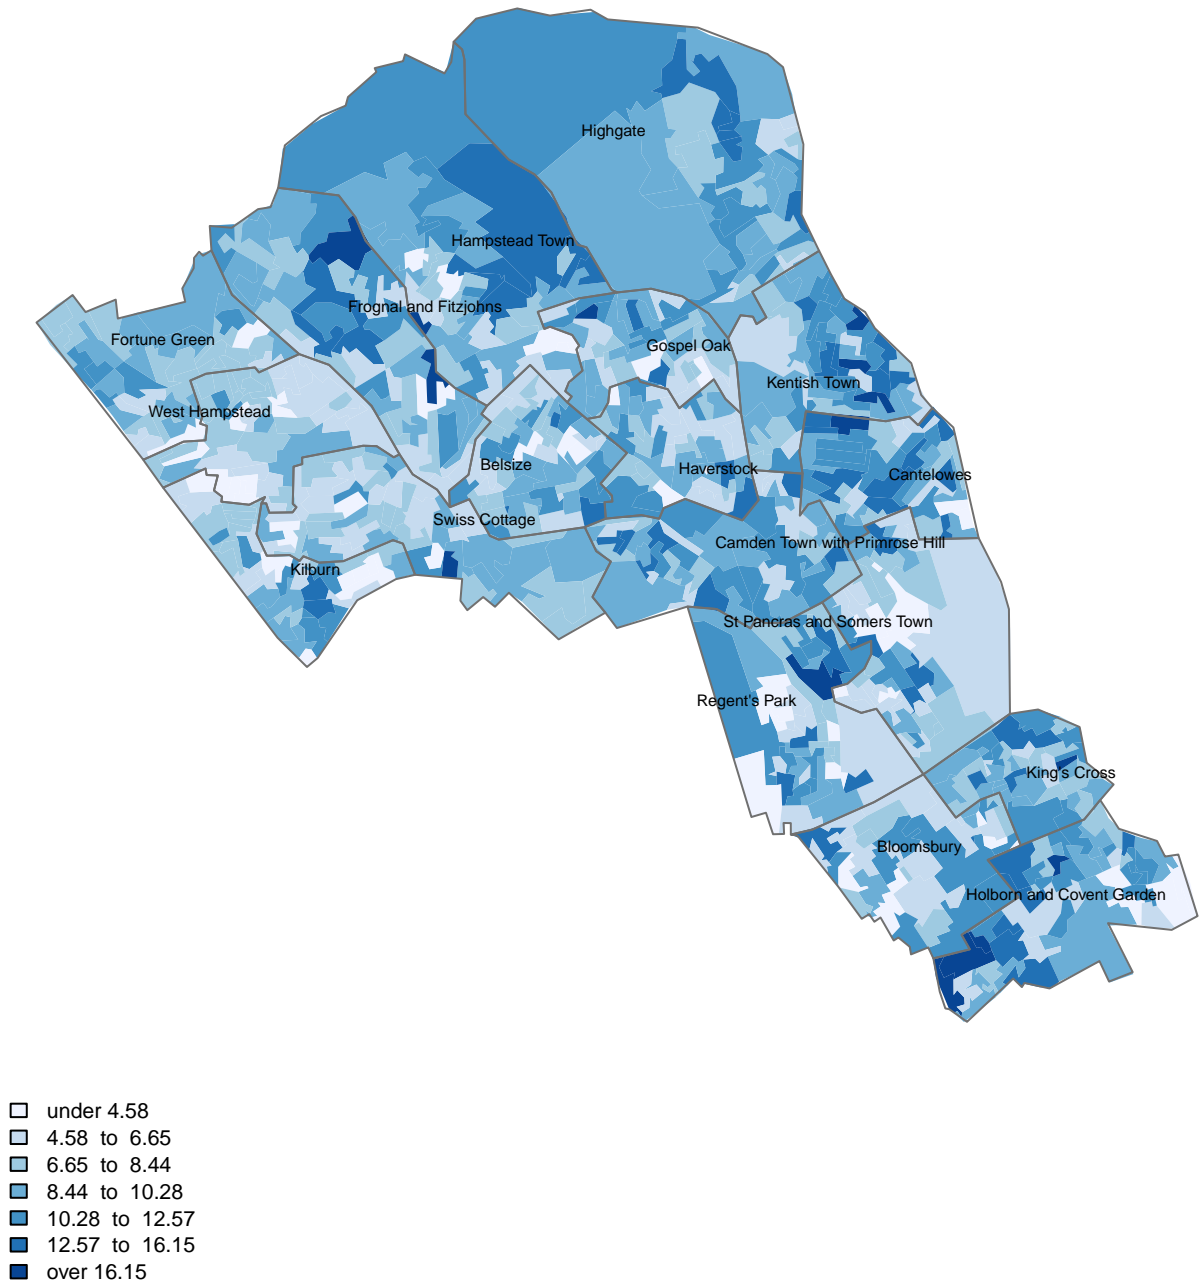 Highgate
Hampstead Town
Frognal and Fitzjohns
Fortune Green
Gospel Oak
Kentish Town
West Hampstead
Belsize
Haverstock
Cantelowes
Swiss Cottage
Camden Town with Primrose Hill
Kilburn
St Pancras and Somers Town
Regent's Park
King's Cross
Bloomsbury
Holborn and Covent Garden
under 4.58
4.58 to 6.65
6.65 to 8.44
8.44 to 10.28
10.28 to 12.57
12.57 to 16.15
over 16.15